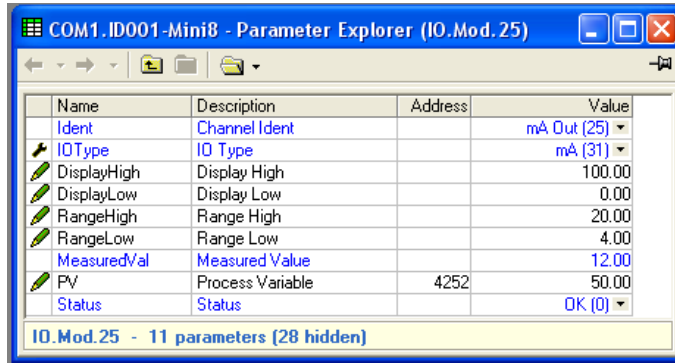 COM1.ID001-Mini8 - Parameter Explorer (IO.Mod.25)
Name Description Address Value
Ident Channel Ident mA Out (25)
IOType IO Type mA (31)
DisplayHigh Display High 100.00
DisplayLow Display Low 0.00
RangeHigh Range High 20.00
RangeLow Range Low 4.00
MeasuredVal Measured Value 12.00
PV Process Variable 4252 50.00
Status Status OK (0)
IO.Mod.25 - 11 parameters (28 hidden)